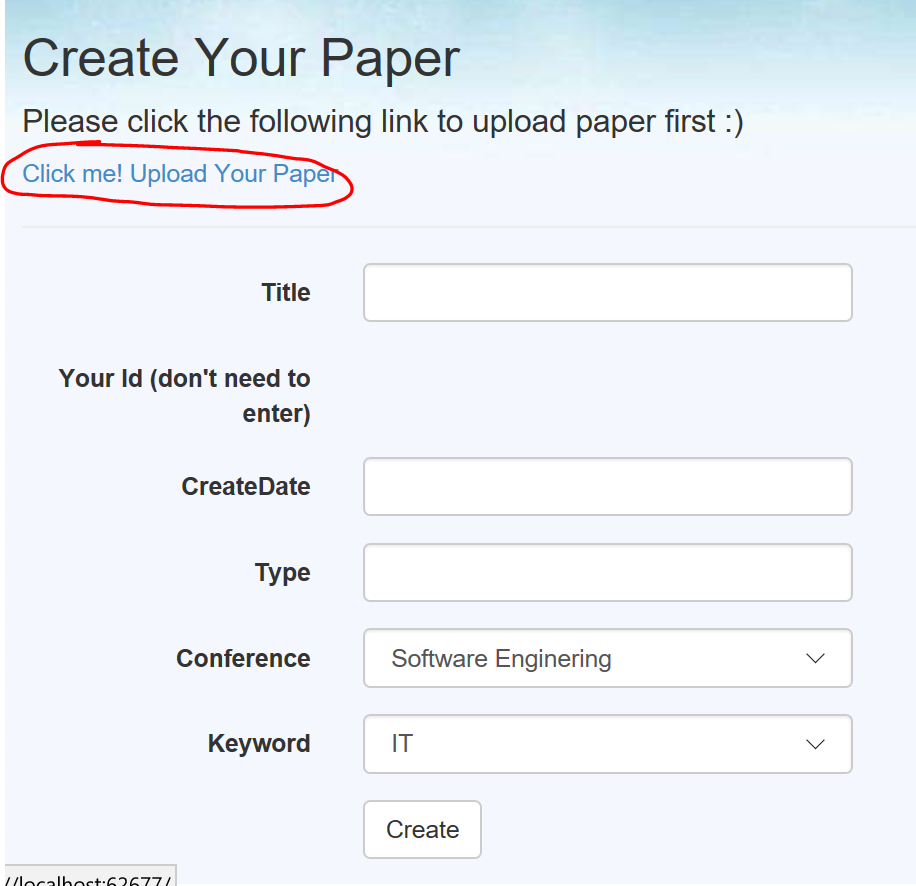 Create Your Paper
Please click the following link to upload paper first :)
Click me! Upload Your Paper
Title
Your Id (don't need to
enter)
CreateDate
Type
Conference
Software Enginering
Keyword
IT
Create
//localhost:62677/